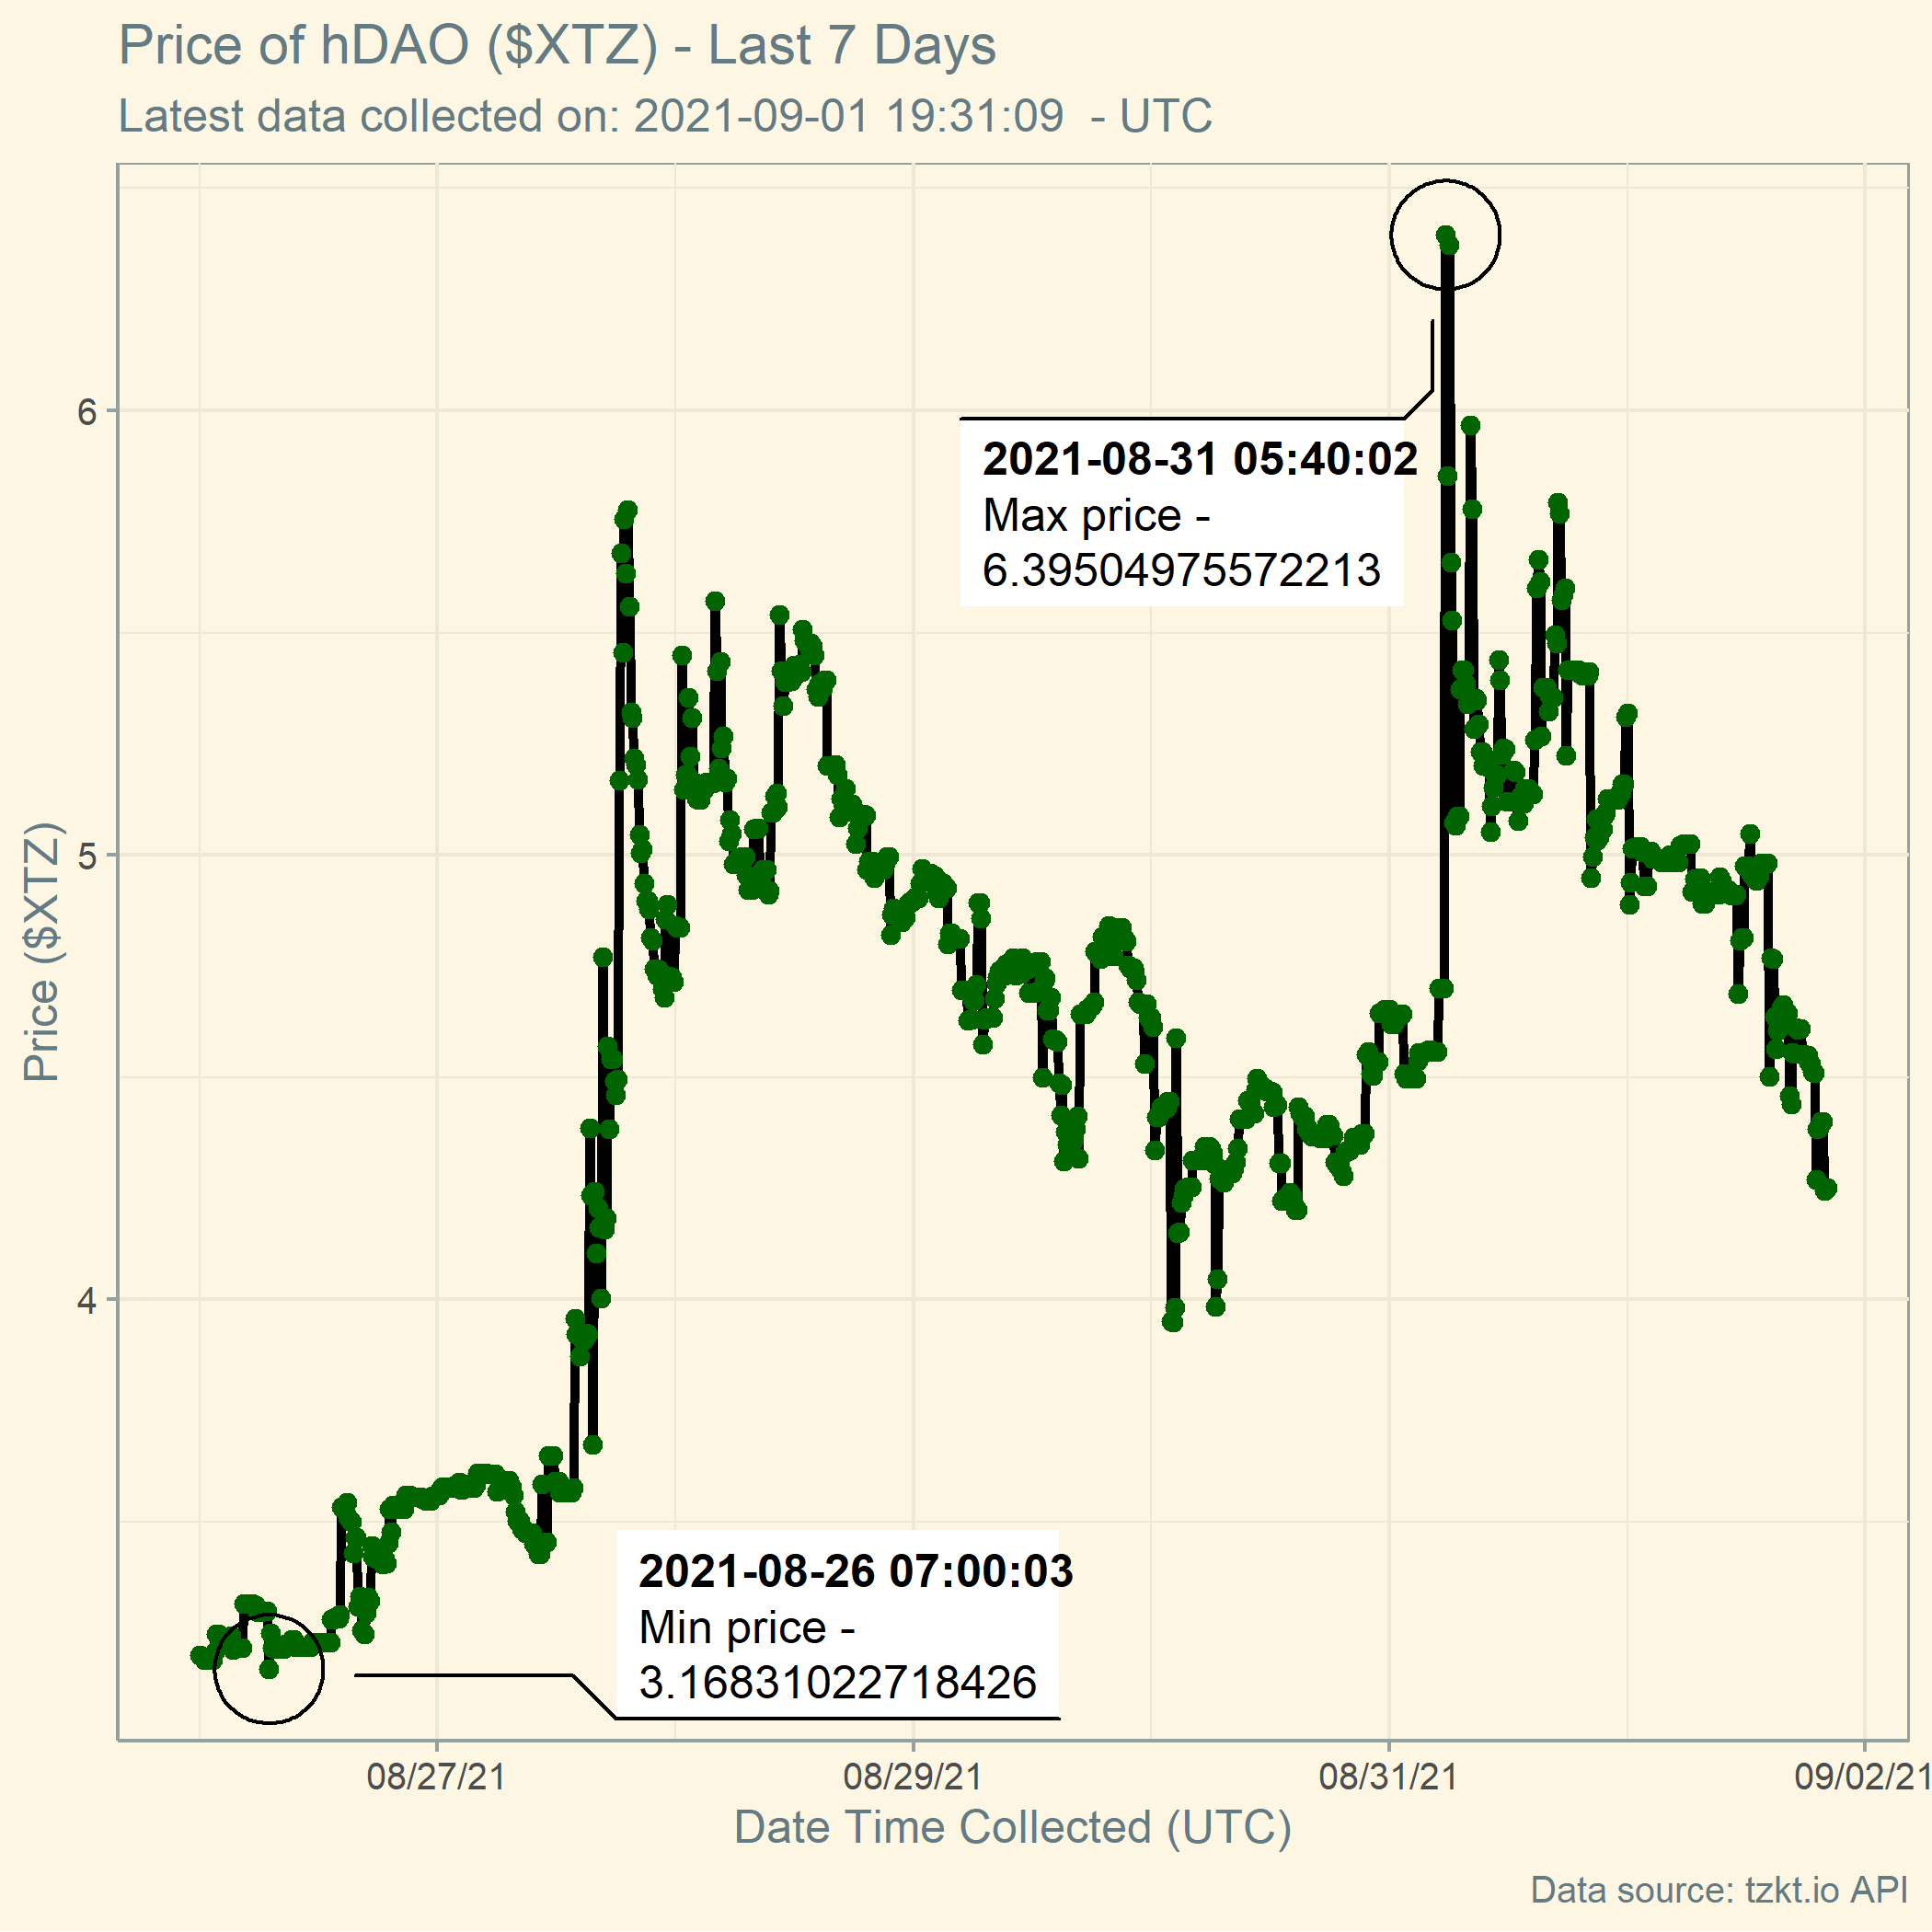 Price of hDAO ($XTZ) - Last 7 Days
Latest data collected on: 2021-09-01 19:31:09  - UTC
Price ($XTZ)
6
5
4
2021-08-31 05:40:02
Max price -
6.39504975572213
2021-08-26 07:00:03
Min price -
3.16831022718426
08/27/21
08/29/21
08/31/21
09/02/21
Date Time Collected (UTC)
Data source: tzkt.io API